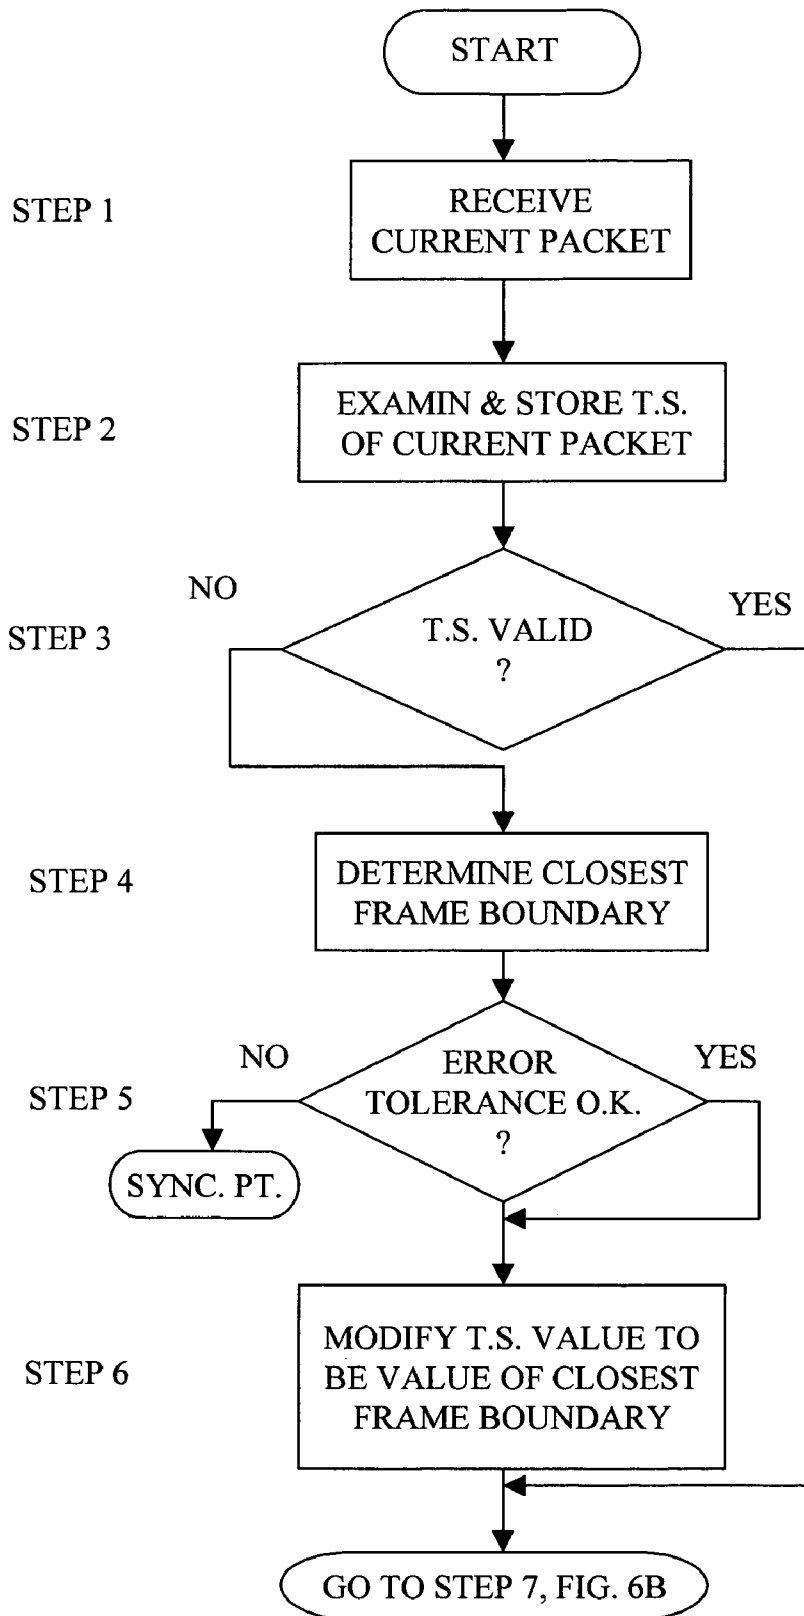 START
STEP 1
RECEIVE
CURRENT PACKET
STEP 2
EXAMIN & STORE T.S.
OF CURRENT PACKET
NO
YES
STEP 3
T.S. VALID
?
STEP 4
DETERMINE CLOSEST
FRAME BOUNDARY
NO
YES
STEP 5
ERROR
TOLERANCE O.K.
?
SYNC. PT.
STEP 6
MODIFY T.S. VALUE TO
BE VALUE OF CLOSEST
FRAME BOUNDARY
GO TO STEP 7, FIG. 6B